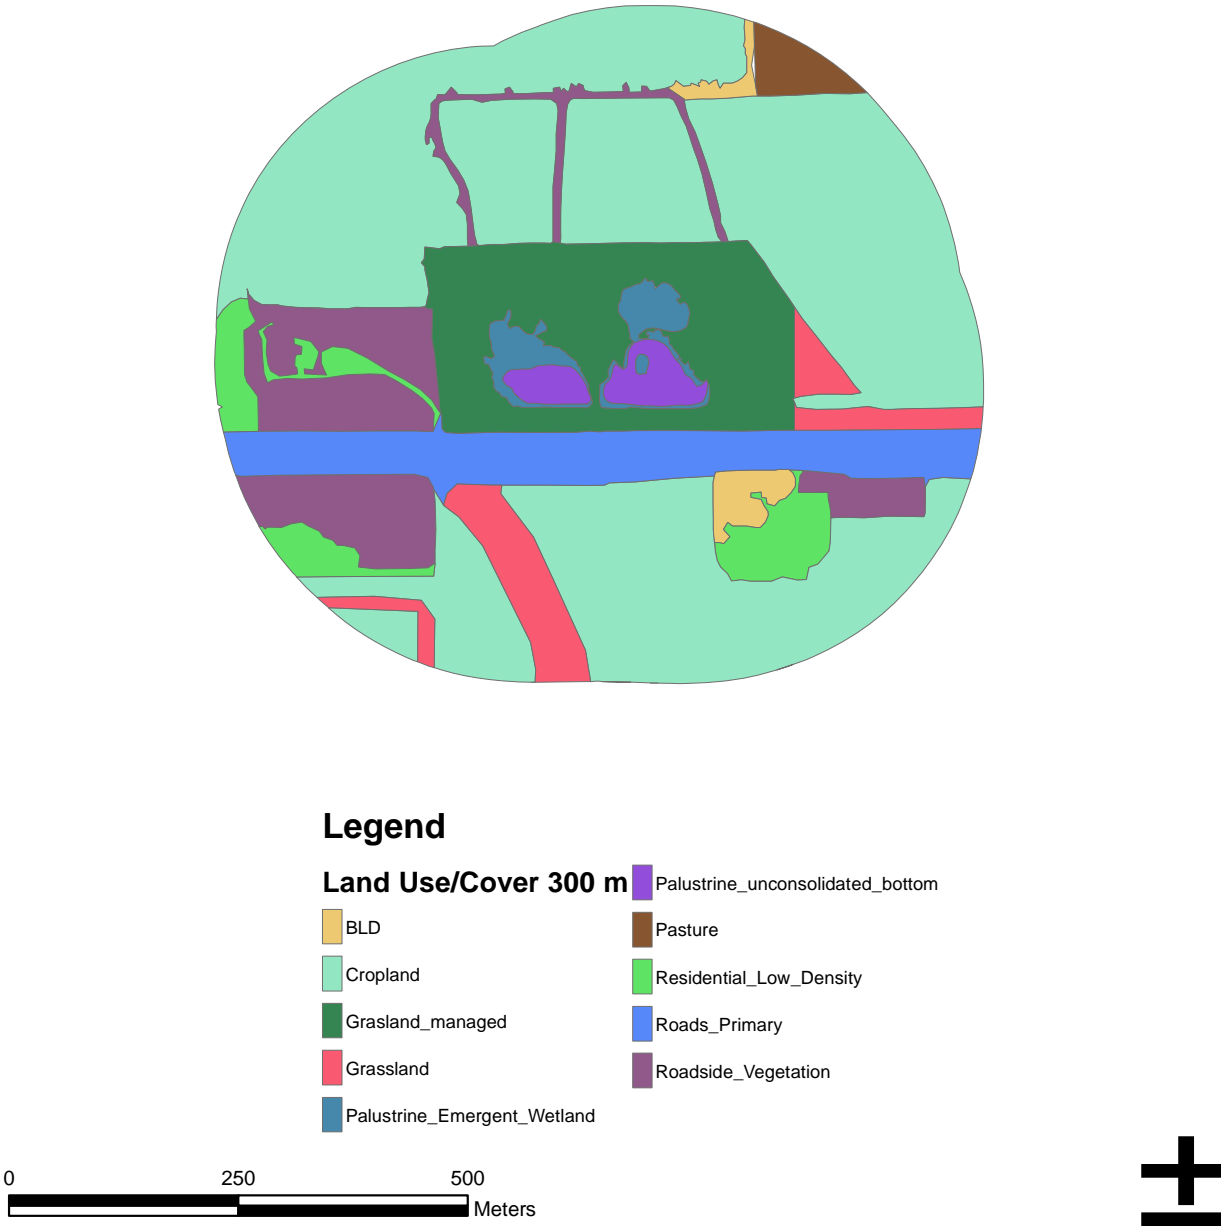 Legend
Land Use/Cover 300 m
BLD
Cropland
Grasland_managed
Grassland
Palustrine_Emergent_Wetland
Palustrine_unconsolidated_bottom
Pasture
Residential_Low_Density
Roads_Primary
Roadside_Vegetation
0 250 500
Meters
±